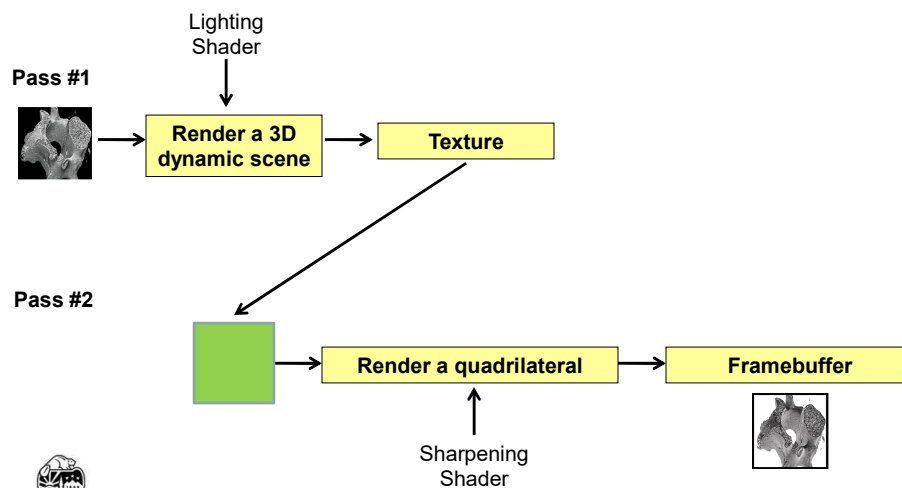 Lighting
Shader
Pass #1
Render a 3D
dynamic scene
Texture
Pass #2
Render a quadrilateral
Framebuffer
Sharpening
Shader